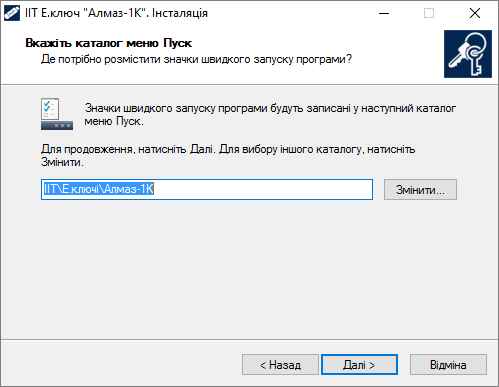 ІІТ Е.ключ "Алмаз-1К". Інсталяція
Вкажіть каталог меню Пуск
Де потрібно розмістити значки швидкого запуску програми?
Значки швидкого запуску програми будуть записані у наступний каталог
меню Пуск.
Для продовження, натисніть Далі. Для вибору іншого каталогу, натисніть
Змінити.
ІІТ\Е.ключі\Алмаз-1К
Змінити...
< Назад
Далі >
Відміна